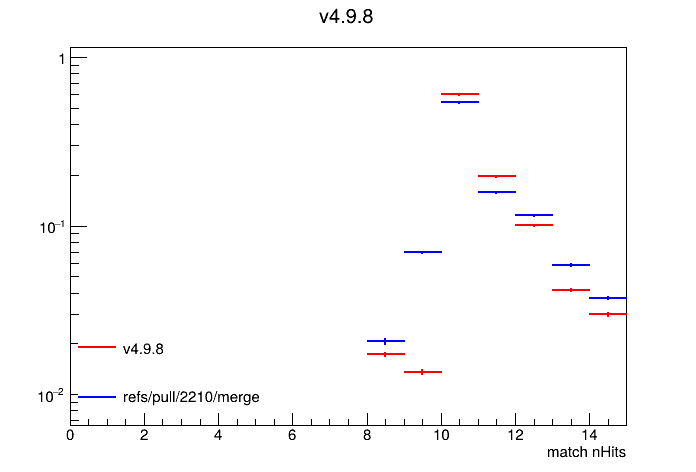 v4.9.8
1
10⁻¹
10⁻²
v4.9.8
refs/pull/2210/merge
0 2 4 6 8 10 12 14
match nHits